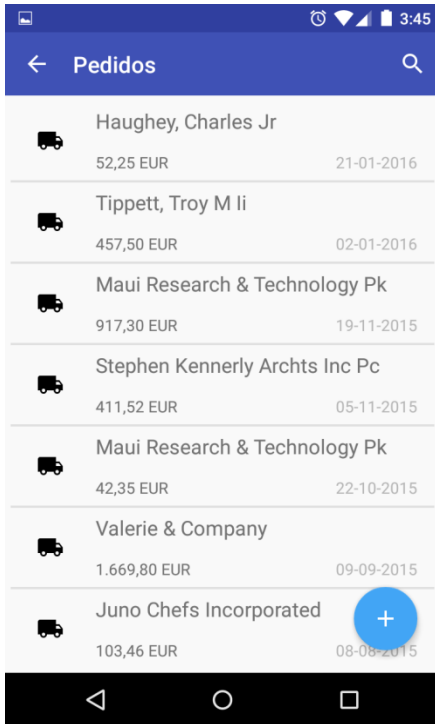 3:45
Pedidos
Haughey, Charles Jr
52,25 EUR 21-01-2016
Tippett, Troy M Ii
457,50 EUR 02-01-2016
Maui Research & Technology Pk
917,30 EUR 19-11-2015
Stephen Kennerly Archts Inc Pc
411,52 EUR 05-11-2015
Maui Research & Technology Pk
42,35 EUR 22-10-2015
Valerie & Company
1.669,80 EUR 09-09-2015
Juno Chefs Incorporated
103,46 EUR 08-08-2015